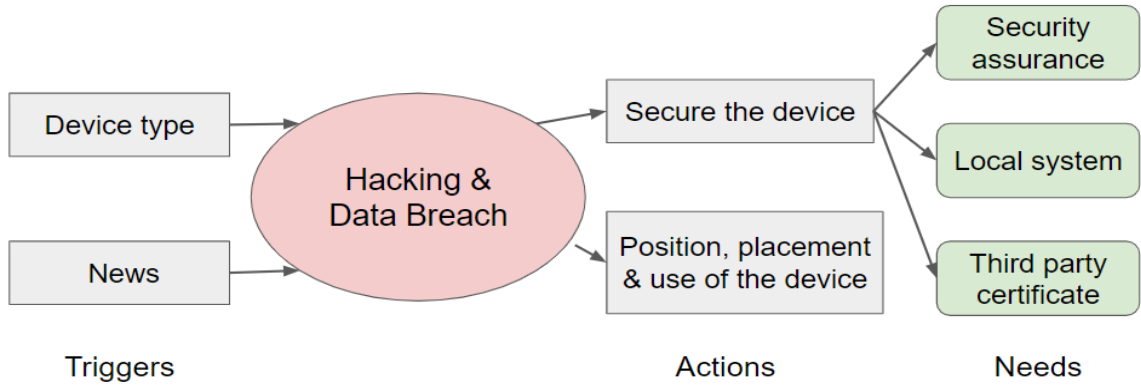 Device type
News
Hacking &
Data Breach
Secure the device
Position, placement
& use of the device
Security
assurance
Local system
Third party
certificate
Triggers
Actions
Needs